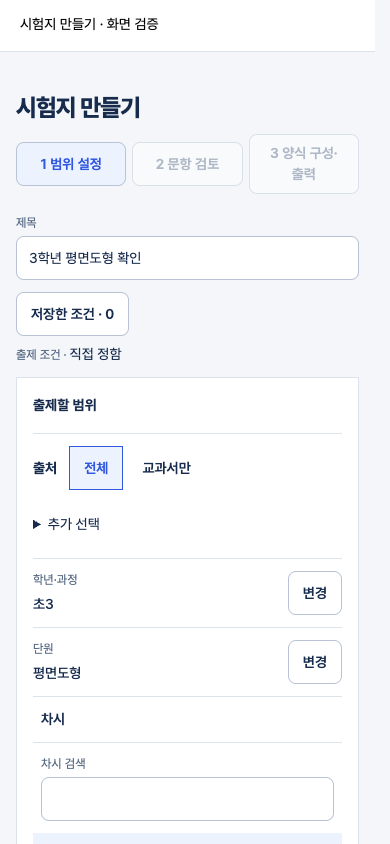 시험지 만들기 · 화면 검증
시험지 만들기
1 범위 설정
2 문항 검토
3 양식 구성·
출력
제목
3학년 평면도형 확인
저장한 조건 · 0
출제 조건 · 직접 정함
출제할 범위
출처 전체 교과서만
▶ 추가 선택
학년·과정
초3
변경
단원
평면도형
변경
차시
차시 검색